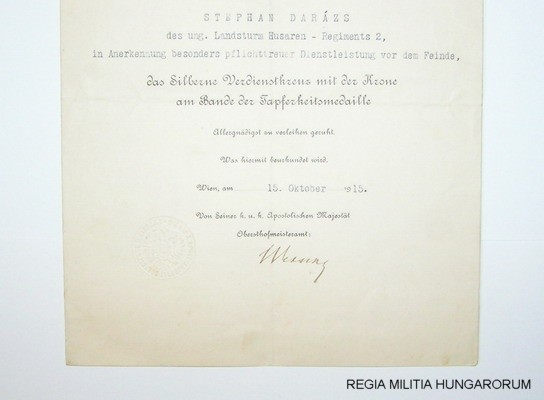 STEPHAN DARÁZS
des ung. Landsturm Husaren - Regiments 2,
in Anerkennung besonders pflichttreuer Dienstleistung vor dem Feinde,
das Silberne Verdienstkreuz mit der Krone
am Bande der Tapferkeitsmedaille
Allergnädigst zu verleihen geruht.
Was hiermit beurkundet wird.
Wien, am 15. Oktober 1915.
Von Seiner k. u. k. Apostolischen Majestät
Obersthofmeisteramt:
REGIA MILITIA HUNGARORUM